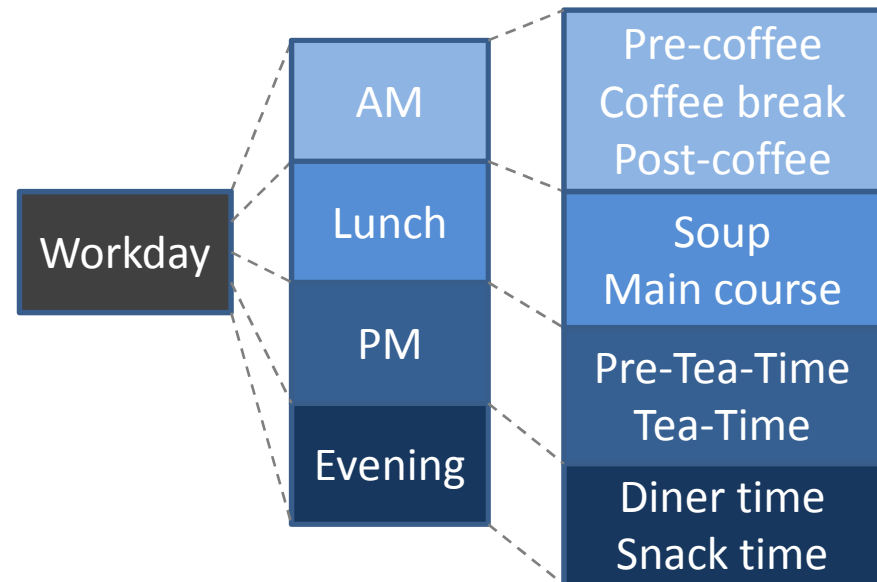 Workday
AM
Lunch
PM
Evening
Pre-coffee
Coffee break
Post-coffee
Soup
Main course
Pre-Tea-Time
Tea-Time
Diner time
Snack time